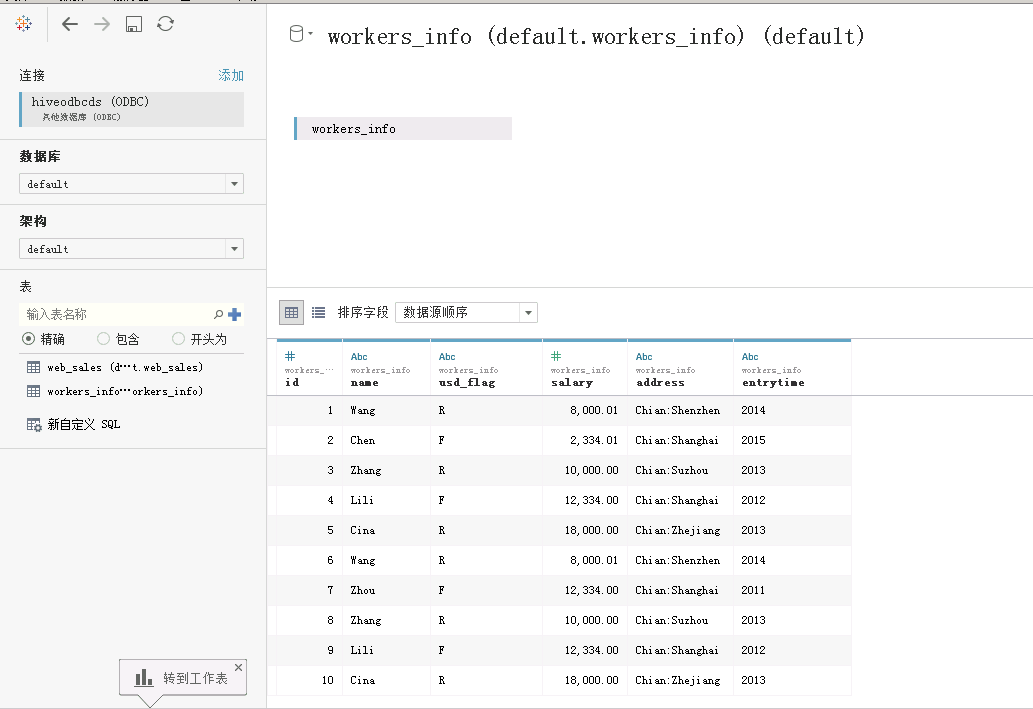 workers_info (default.workers_info) (default)
连接 添加
hiveodbcds (ODBC)
其他数据库 (ODBC)
workers_info
数据库
default
架构
default
表
输入表名称
精确 包含 开头为
web_sales (d···t.web_sales)
workers_info···orkers_info)
新自定义 SQL
排序字段 数据源顺序
# Abc Abc # Abc Abc
workers_··· workers_info workers_info workers_info workers_info workers_info
id name usd_flag salary address entrytime
1 Wang R 8,000.01 Chian:Shenzhen 2014
2 Chen F 2,334.01 Chian:Shanghai 2015
3 Zhang R 10,000.00 Chian:Suzhou 2013
4 Lili F 12,334.00 Chian:Shanghai 2012
5 Cina R 18,000.00 Chian:Zhejiang 2013
6 Wang R 8,000.01 Chian:Shenzhen 2014
7 Zhou F 12,334.00 Chian:Shanghai 2011
8 Zhang R 10,000.00 Chian:Suzhou 2013
9 Lili F 12,334.00 Chian:Shanghai 2012
10 Cina R 18,000.00 Chian:Zhejiang 2013
转到工作表